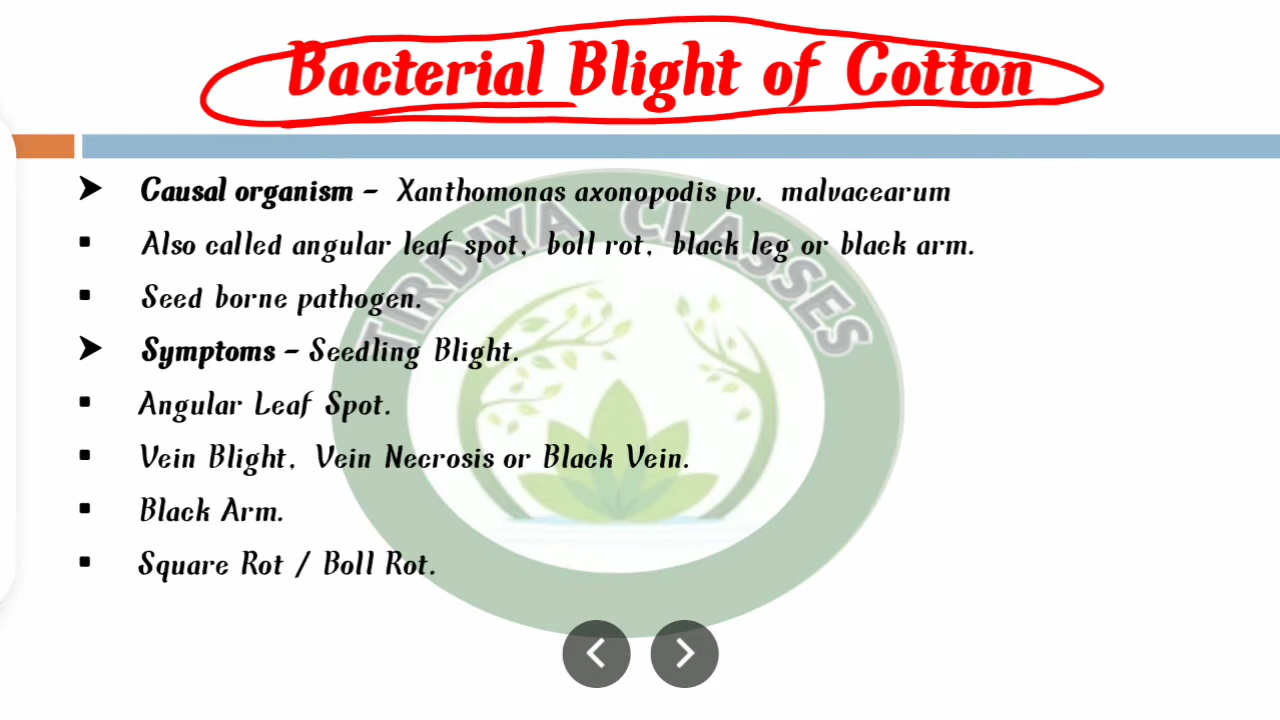 Bacterial Blight of Cotton
➤ Causal organism – Xanthomonas axonopodis pv. malvacearum
▪ Also called angular leaf spot, boll rot, black leg or black arm.
▪ Seed borne pathogen.
➤ Symptoms – Seedling Blight.
▪ Angular Leaf Spot.
▪ Vein Blight, Vein Necrosis or Black Vein.
▪ Black Arm.
▪ Square Rot / Boll Rot.
TIRDIYA CLASSES